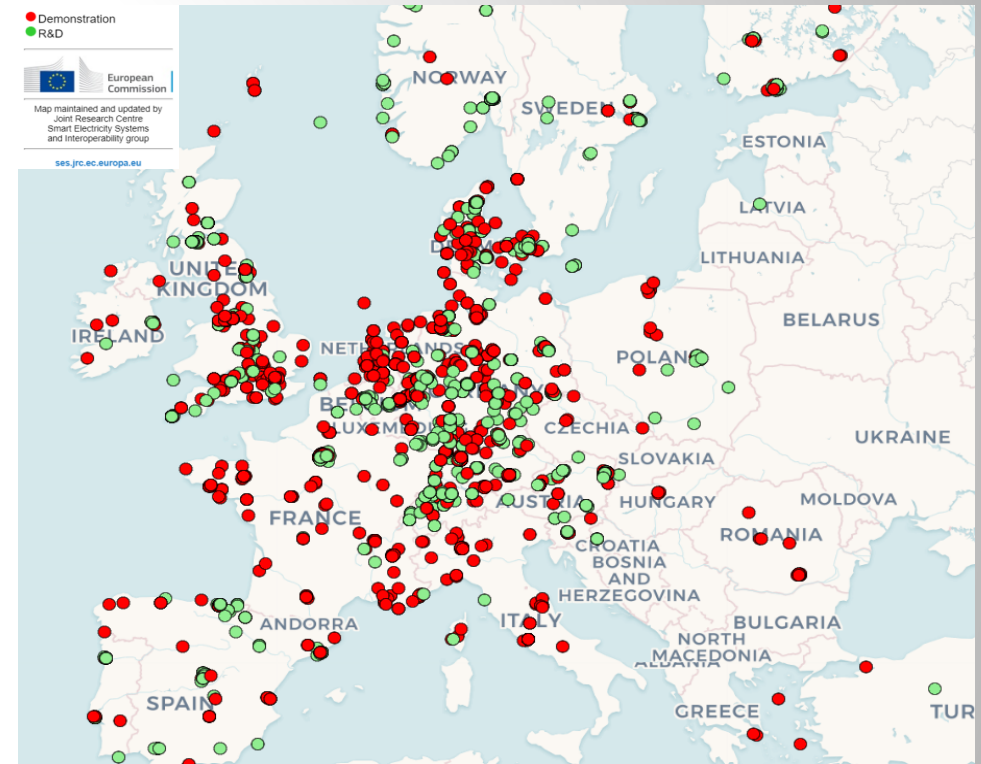 Demonstration
R&D
European
Commission
Map maintained and updated by
Joint Research Centre
Smart Electricity Systems
and Interoperability group
ses.jrc.ec.europa.eu
NORWAY
SWEDEN
ESTONIA
LATVIA
LITHUANIA
UNITED
KINGDOM
BELARUS
IRELAND
NETHERLANDS
POLAND
LUXEMBOURG
CZECHIA
UKRAINE
SLOVAKIA
AUSTRIA
HUNGARY
MOLDOVA
FRANCE
ROMANIA
CROATIA
BOSNIA
AND
HERZEGOVINA
ANDORRA
ITALY
BULGARIA
NORTH
MACEDONIA
ALBANIA
SPAIN
GREECE
TUR